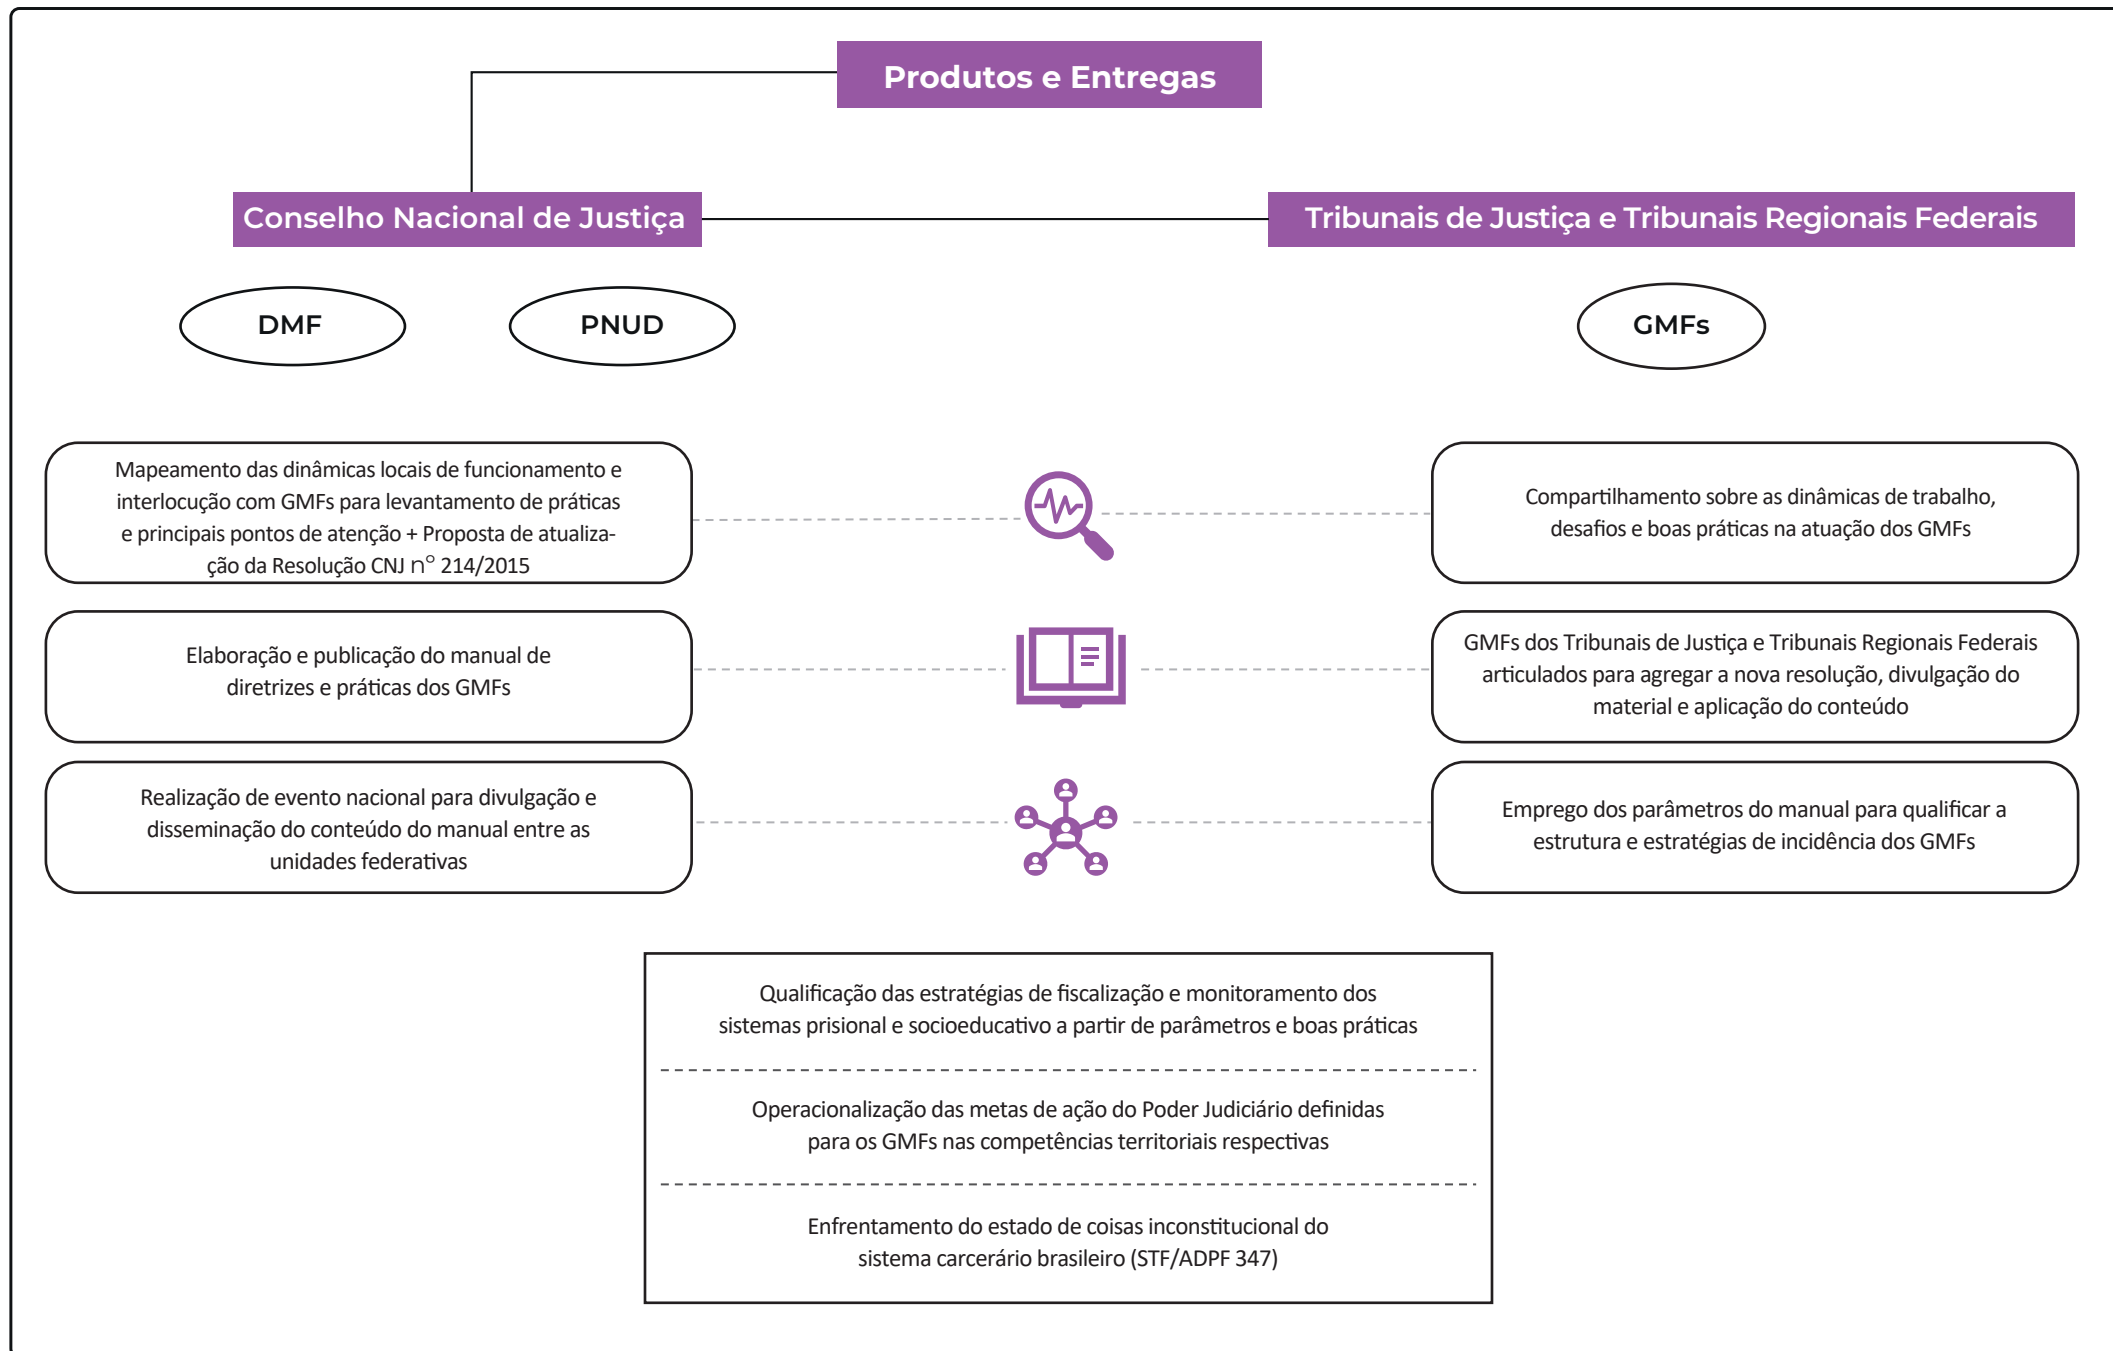 Produtos e Entregas
Conselho Nacional de Justiça
Tribunais de Justiça e Tribunais Regionais Federais
DMF
PNUD
GMFs
Mapeamento das dinâmicas locais de funcionamento e
interlocução com GMFs para levantamento de práticas
e principais pontos de atenção + Proposta de atualiza-
ção da Resolução CNJ nº 214/2015
Compartilhamento sobre as dinâmicas de trabalho,
desafios e boas práticas na atuação dos GMFs
Elaboração e publicação do manual de
diretrizes e práticas dos GMFs
GMFs dos Tribunais de Justiça e Tribunais Regionais Federais
articulados para agregar a nova resolução, divulgação do
material e aplicação do conteúdo
Realização de evento nacional para divulgação e
disseminação do conteúdo do manual entre as
unidades federativas
Emprego dos parâmetros do manual para qualificar a
estrutura e estratégias de incidência dos GMFs
Qualificação das estratégias de fiscalização e monitoramento dos
sistemas prisional e socioeducativo a partir de parâmetros e boas práticas
Operacionalização das metas de ação do Poder Judiciário definidas
para os GMFs nas competências territoriais respectivas
Enfrentamento do estado de coisas inconstitucional do
sistema carcerário brasileiro (STF/ADPF 347)